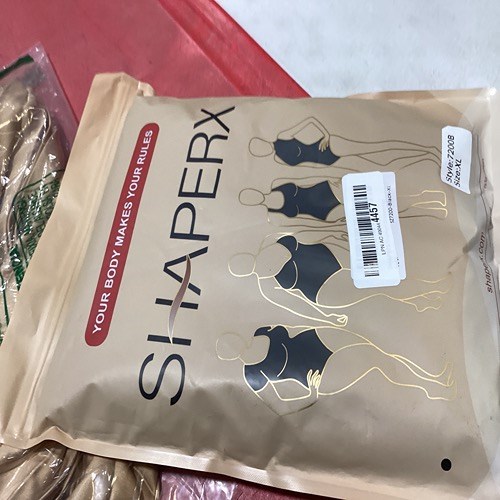 SHAPERX
YOUR BODY MAKES YOUR RULES
Style:7200B
Size:XL
4457